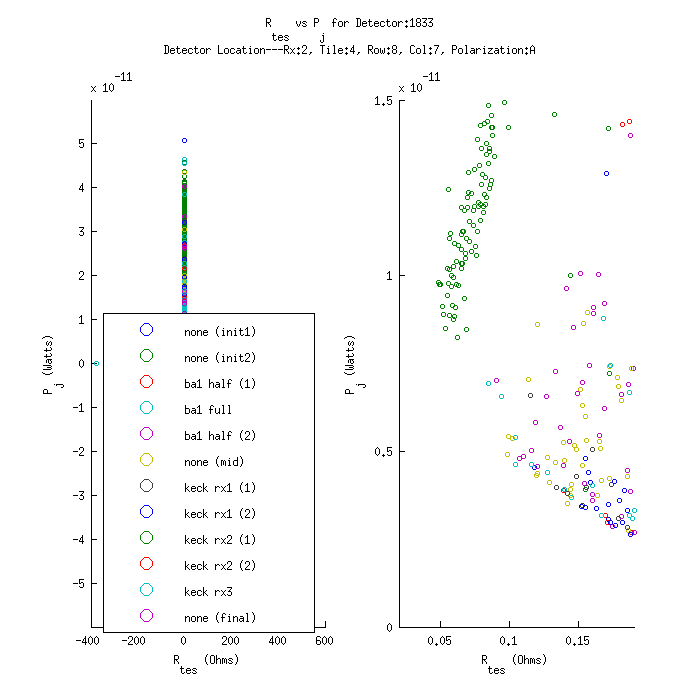 R tes vs P j for Detector:1833
Detector Location---Rx:2, Tile:4, Row:8, Col:7, Polarization:A
x 10^-11
5
4
3
2
1
0
-1
-2
-3
-4
-5
-400 0 200 400 600
P j (Watts)
R tes (Ohms)
none (init1)
none (init2)
ba1 half (1)
ba1 full
ba1 half (2)
none (mid)
keck rx1 (1)
keck rx1 (2)
keck rx2 (1)
keck rx2 (2)
keck rx3
none (final)
x 10^-11
1.5
1
0.5
0
0.05 0.1 0.15
P j (Watts)
R tes (Ohms)